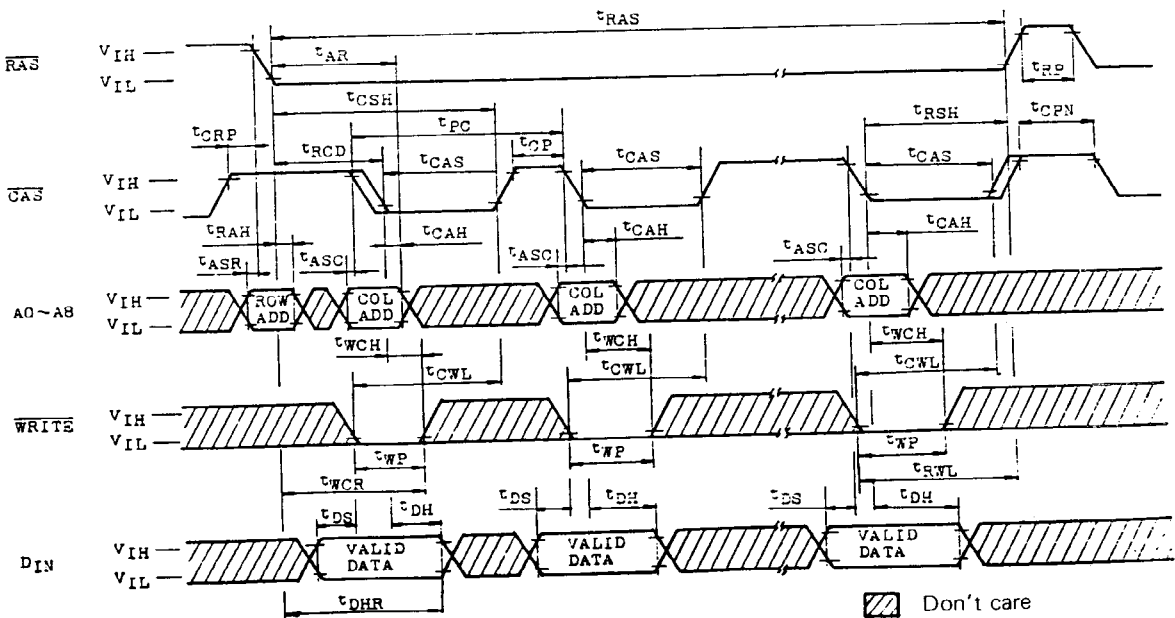 tRAS
RAS
VIH
VIL
tAR
tRP
tCSH
tCRP
tPC
tRSH
tCPN
tRCD
tCAS
tCP
tCAS
tCAS
CAS
VIH
VIL
tRAH
tCAH
tCAH
tCAH
tASR
tASC
tASC
tASC
A0~A8
VIH
VIL
ROW ADD
COL ADD
COL ADD
COL ADD
tWCH
tWCH
tWCH
tCWL
tCWL
tCWL
WRITE
VIH
VIL
tWP
tWP
tWP
tWCR
tRWL
tDS
tDH
tDS
tDH
tDS
tDH
DIN
VIH
VIL
VALID DATA
VALID DATA
VALID DATA
tDHR
Don't care